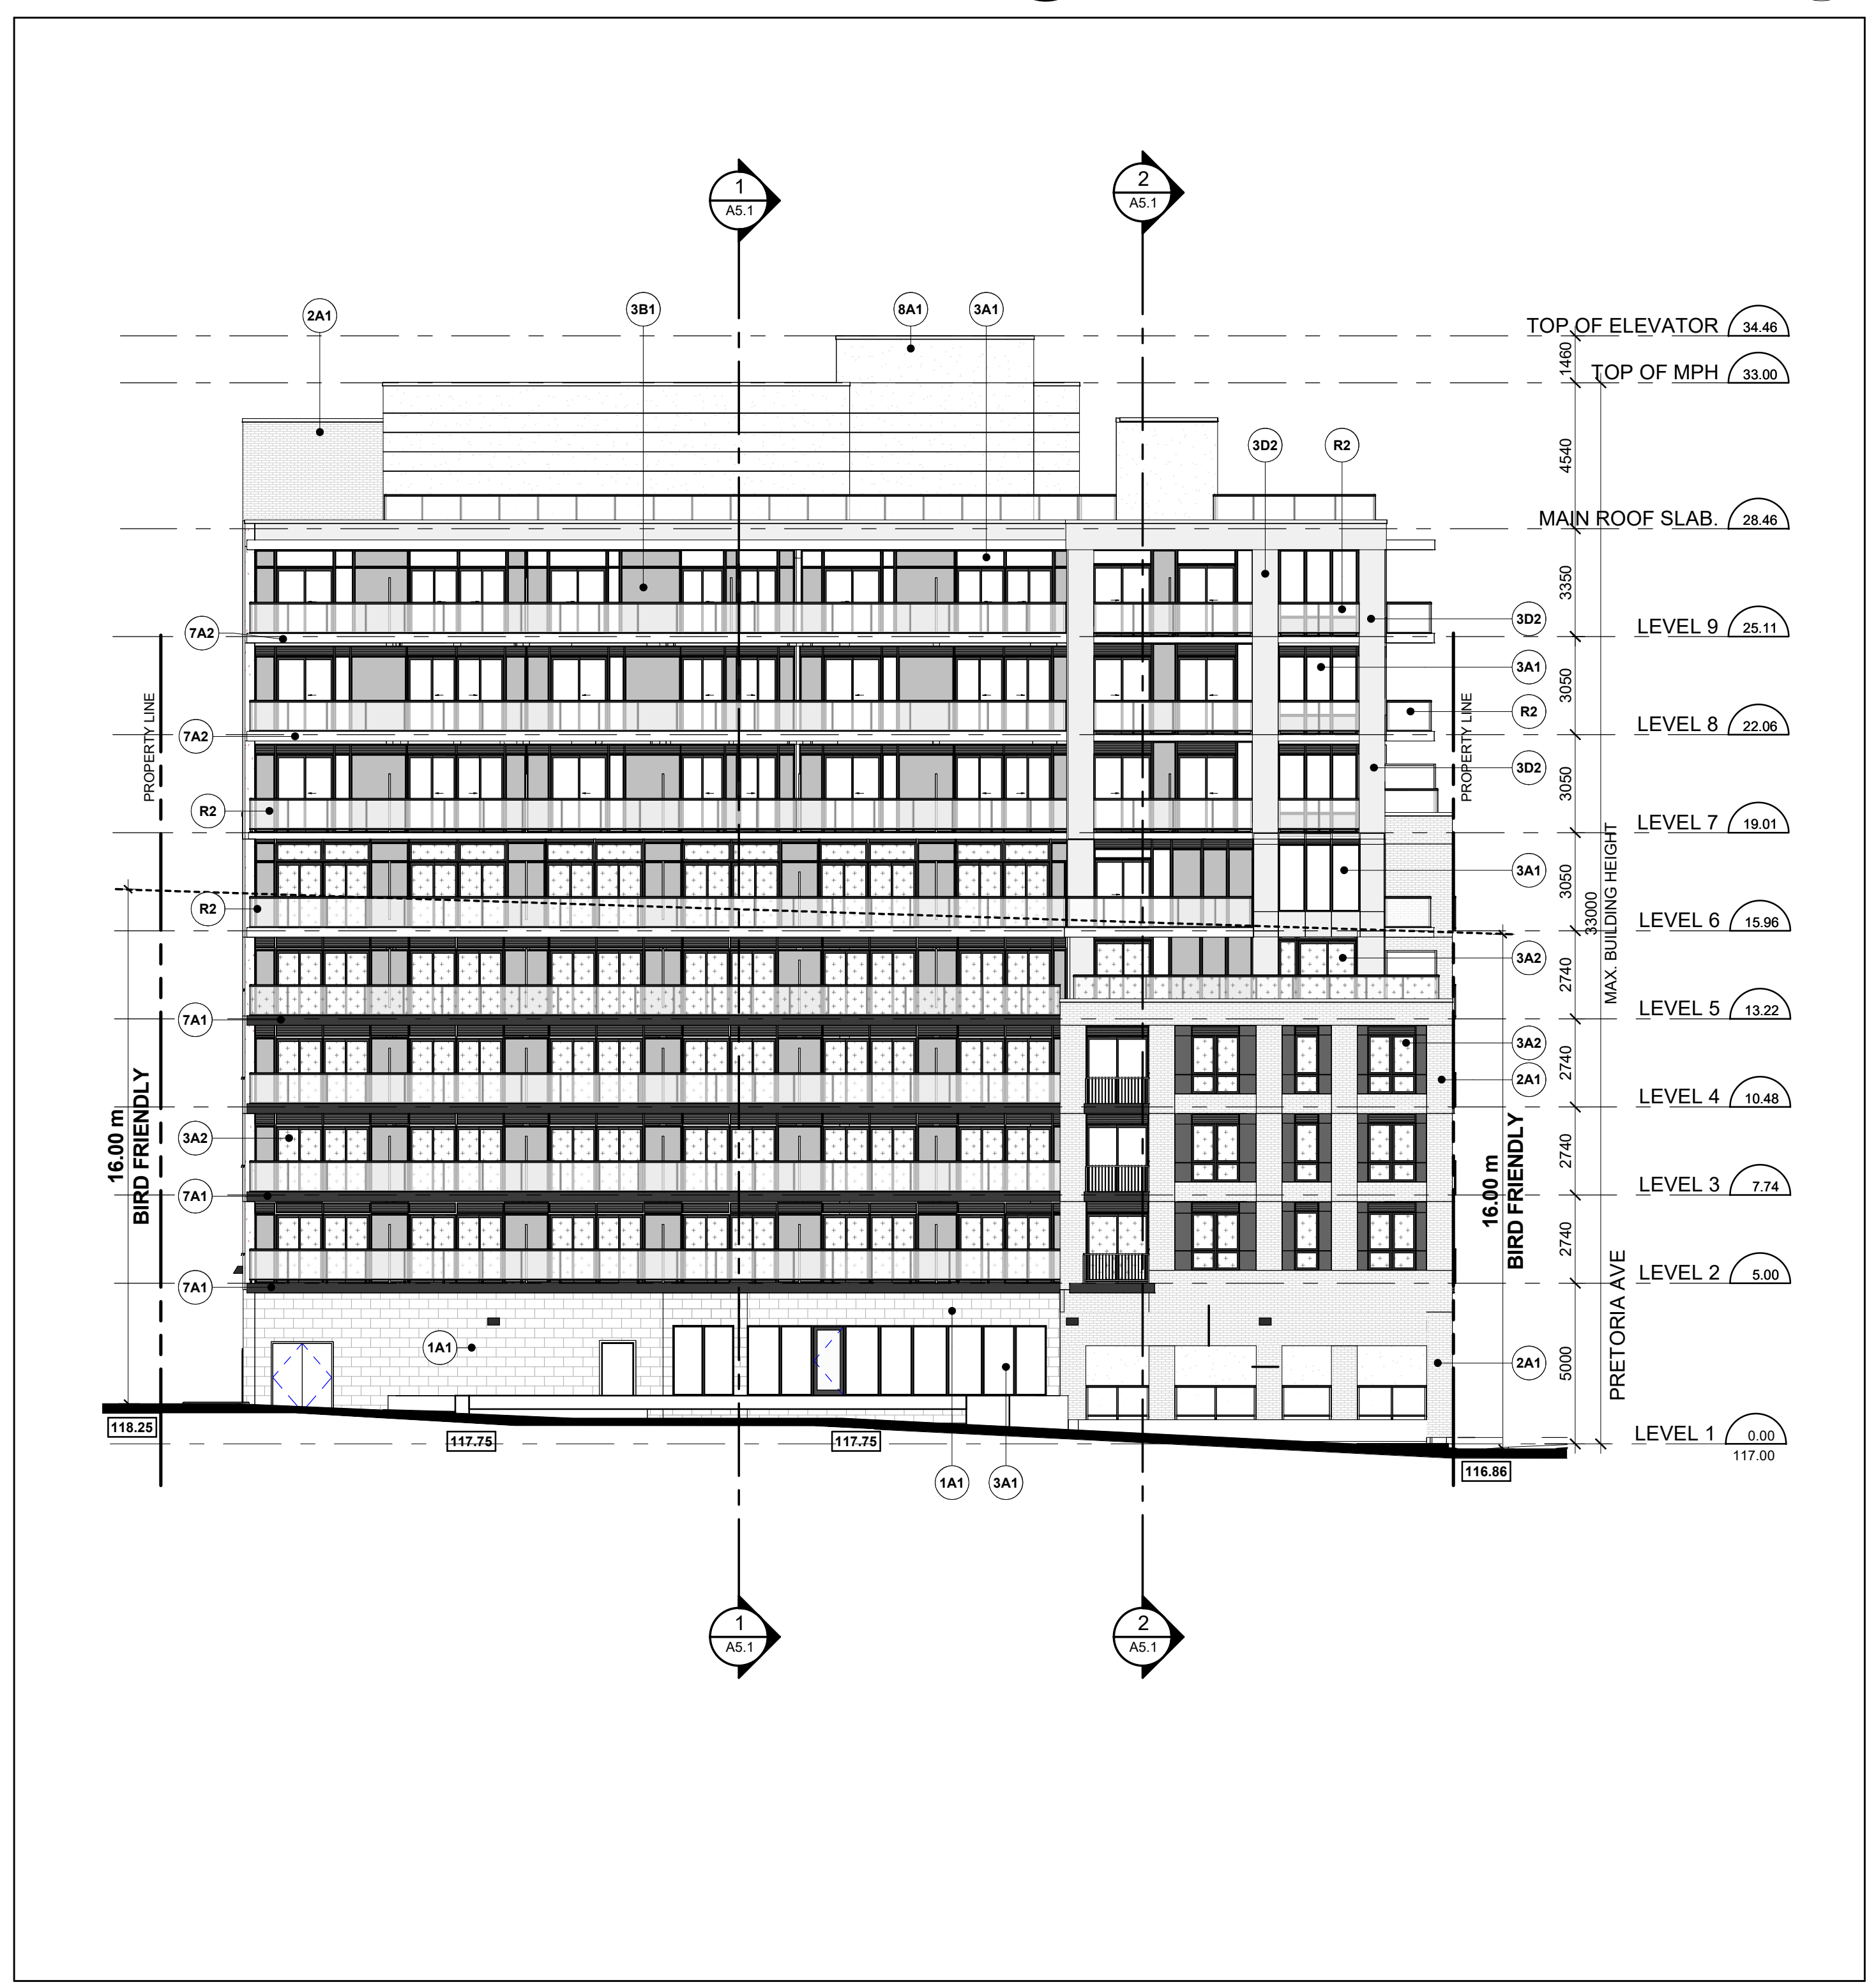 1
A5.1
2
A5.1
2A1
3B1
8A1
3A1
TOP OF ELEVATOR 34.46
1460
TOP OF MPH 33.00
3D2
R2
4540
MAIN ROOF SLAB. 28.46
3350
7A2
3D2
LEVEL 9 25.11
3A1
3050
PROPERTY LINE
PROPERTY LINE
R2
7A2
LEVEL 8 22.06
3D2
3050
R2
LEVEL 7 19.01
3A1
3050
R2
33000
MAX. BUILDING HEIGHT
LEVEL 6 15.96
3A2
2740
7A1
LEVEL 5 13.22
3A2
2740
2A1
16.00 m
BIRD FRIENDLY
LEVEL 4 10.48
3A2
2740
16.00 m
BIRD FRIENDLY
7A1
LEVEL 3 7.74
2740
7A1
LEVEL 2 5.00
PRETORIA AVE
1A1
2A1
5000
118.25
117.75
117.75
LEVEL 1 0.00
117.00
116.86
1A1
3A1
1
A5.1
2
A5.1